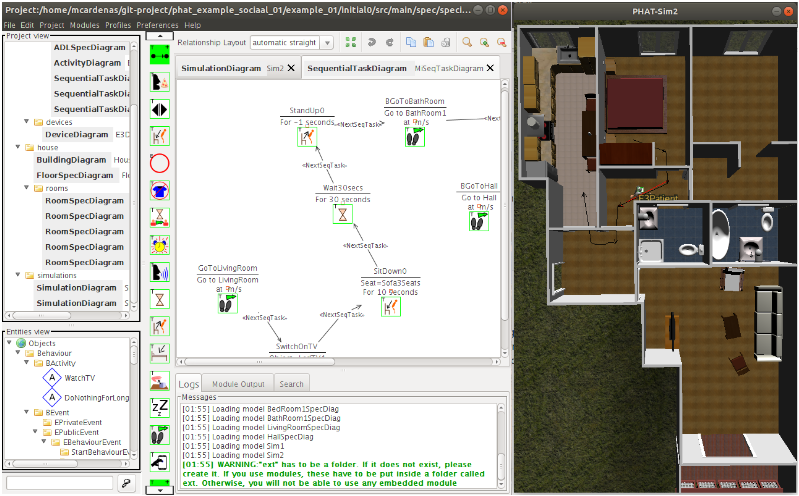 Project:/home/mcardenas/git-project/phat_example_sociaal_01/example_01/initial0/src/main/spec/speci...
File Edit Project Modules Profiles Preferences Help
Project view
ADLSpecDiagram
ActivityDiagram
SequentialTaskDi
SequentialTaskDi
SequentialTaskDi
devices
DeviceDiagram E3D
house
BuildingDiagram Hou
FloorSpecDiagram
rooms
RoomSpecDiagram
RoomSpecDiagram
RoomSpecDiagram
RoomSpecDiagram
RoomSpecDiagram
simulations
SimulationDiagram S
SimulationDiagram S
Entities view
Objects
Behaviour
BActivity
WatchTV
DoNothingForLong
BEvent
EPrivateEvent
EPublicEvent
EBehaviourEvent
StartBehaviourEv
Relationship Layout automatic straight
SimulationDiagram Sim2 X
SequentialTaskDiagram MiSeqTaskDiagram X
StandUp0
For -1 seconds
<NextSeqTask>
BGoToBathRoom
Go to BathRoom1
at m/s
<Next
<NextSeqTask>
Wait30secs
For 30 seconds
BGoToHall
Go to Hall
at m/s
<NextSeqTask>
GoToLivingRoom
Go to LivingRoom
at m/s
SitDown0
Seat=Sofa3Seats
For 10 Seconds
<NextSeqTask>
<NextSeqTask>
SwitchOnTV
Logs Module Output Search
Messages
[01:55] Loading model BedRoom1SpecDiag
[01:55] Loading model BathRoom1SpecDiag
[01:55] Loading model LivingRoomSpecDiag
[01:55] Loading model HallSpecDiag
[01:55] Loading model Sim1
[01:55] Loading model Sim2
[01:55] WARNING:"ext" has to be a folder. If it does not exist, please
create it. If you use modules, these have to be put inside a folder called
ext. Otherwise, you will not be able to use any embedded module
PHAT-Sim2
E3Patient